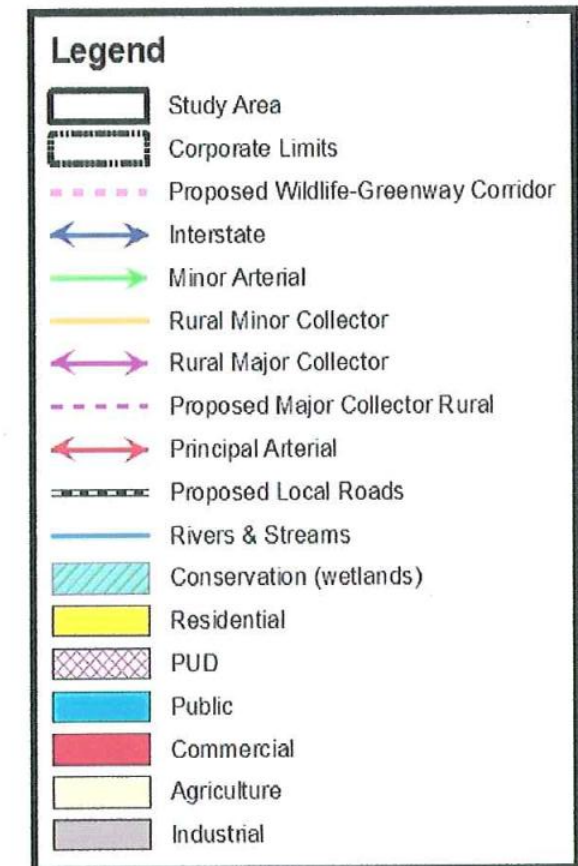 Legend
Study Area
Corporate Limits
Proposed Wildlife-Greenway Corridor
Interstate
Minor Arterial
Rural Minor Collector
Rural Major Collector
Proposed Major Collector Rural
Principal Arterial
Proposed Local Roads
Rivers & Streams
Conservation (wetlands)
Residential
PUD
Public
Commercial
Agriculture
Industrial